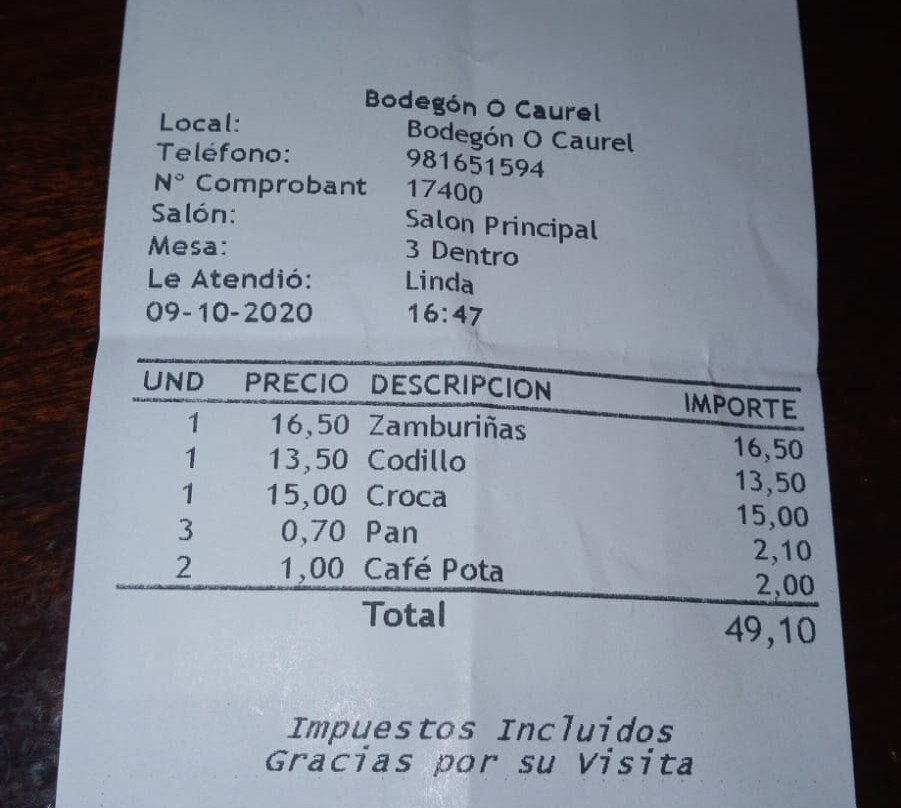 Bodegón O Caurel
Local: Bodegón O Caurel
Teléfono: 981651594
Nº Comprobant 17400
Salón: Salon Principal
Mesa: 3 Dentro
Le Atendió: Linda
09-10-2020 16:47
UND PRECIO DESCRIPCION IMPORTE
1 16,50 Zamburiñas 16,50
1 13,50 Codillo 13,50
1 15,00 Croca 15,00
3 0,70 Pan 2,10
2 1,00 Café Pota 2,00
Total 49,10
Impuestos Incluidos
Gracias por su Visita